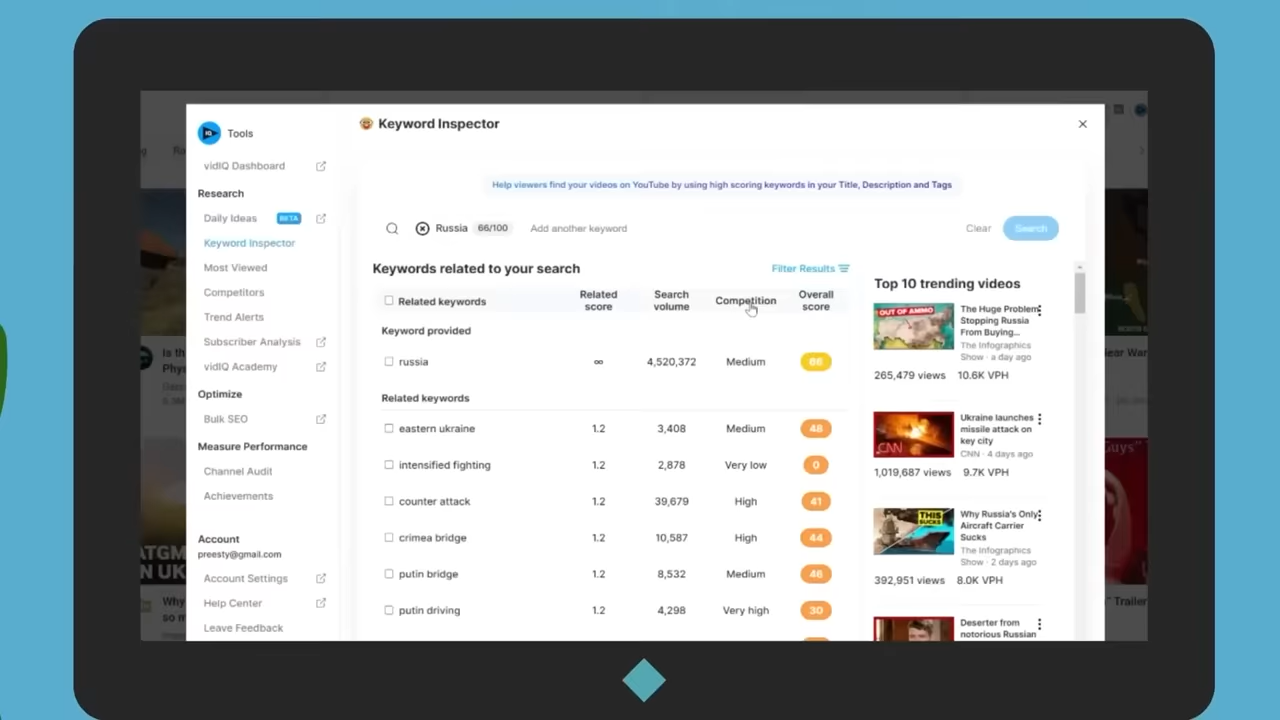 Tools
vidIQ Dashboard
Research
Daily Ideas BETA
Keyword Inspector
Most Viewed
Competitors
Trend Alerts
Subscriber Analysis
vidIQ Academy
Optimize
Bulk SEO
Measure Performance
Channel Audit
Achievements
Account
preesty@gmail.com
Account Settings
Help Center
Leave Feedback
Keyword Inspector
Help viewers find your videos on YouTube by using high scoring keywords in your Title, Description and Tags
Russia 66/100 Add another keyword Clear Search
Keywords related to your search
Filter Results
Related keywords Related score Search volume Competition Overall score
Keyword provided
russia ∞ 4,520,372 Medium 66
Related keywords
eastern ukraine 1.2 3,408 Medium 48
intensified fighting 1.2 2,878 Very low 0
counter attack 1.2 39,679 High 41
crimea bridge 1.2 10,587 High 44
putin bridge 1.2 8,532 Medium 46
putin driving 1.2 4,298 Very high 30
Top 10 trending videos
OUT OF AMMO
The Huge Problem
Stopping Russia
From Buying...
The Infographics
Show · a day ago
265,479 views 10.6K VPH
CNN
Ukraine launches
missile attack on
key city
CNN · 4 days ago
1,019,687 views 9.7K VPH
THIS
SUCKS
Why Russia's Only
Aircraft Carrier
Sucks
The Infographics
Show · 2 days ago
392,951 views 8.0K VPH
Deserter from
notorious Russian